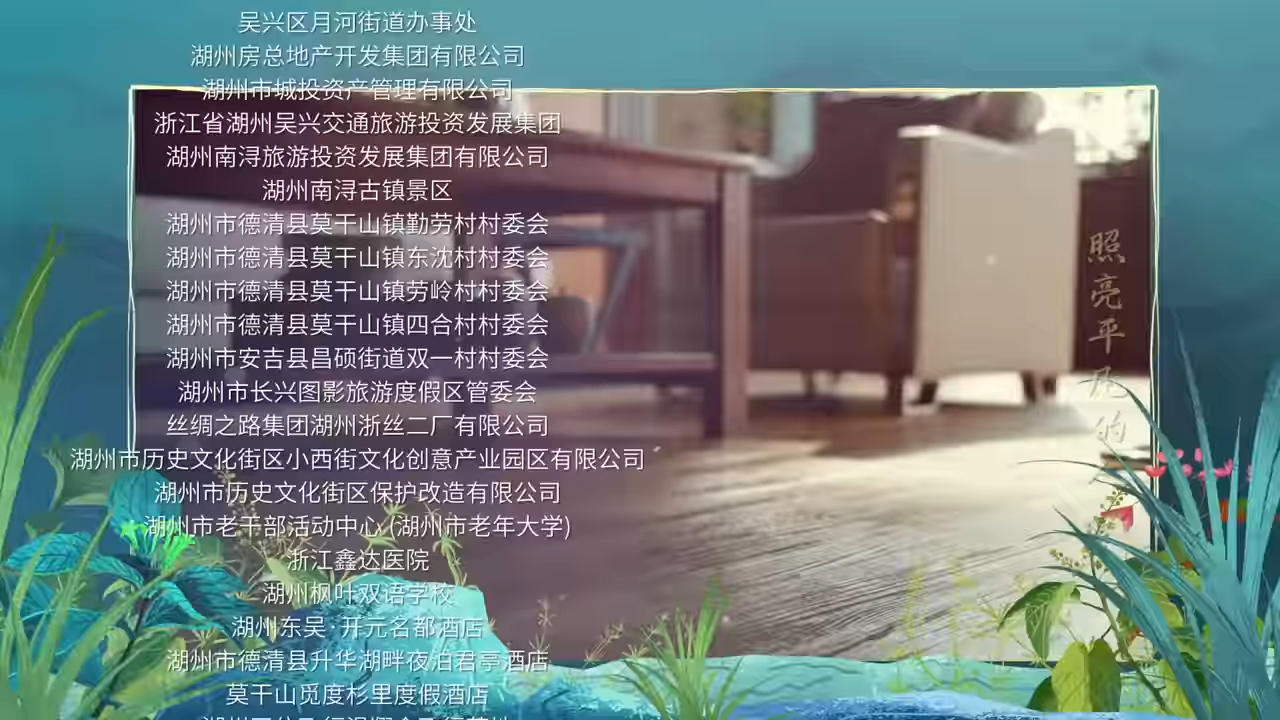 吴兴区月河街道办事处
湖州房总地产开发集团有限公司
湖州市城投资产管理有限公司
浙江省湖州吴兴交通旅游投资发展集团
湖州南浔旅游投资发展集团有限公司
湖州南浔古镇景区
湖州市德清县莫干山镇勤劳村村委会
湖州市德清县莫干山镇东沈村村委会
湖州市德清县莫干山镇劳岭村村委会
湖州市德清县莫干山镇四合村村委会
湖州市安吉县昌硕街道双一村村委会
湖州市长兴图影旅游度假区管委会
丝绸之路集团湖州浙丝二厂有限公司
湖州市历史文化街区小西街文化创意产业园区有限公司
湖州市历史文化街区保护改造有限公司
湖州市老干部活动中心(湖州市老年大学)
浙江鑫达医院
湖州枫叶双语学校
湖州东吴·开元名都酒店
湖州市德清县升华湖畔夜泊君亭酒店
莫干山觅度杉里度假酒店
照亮平凡的